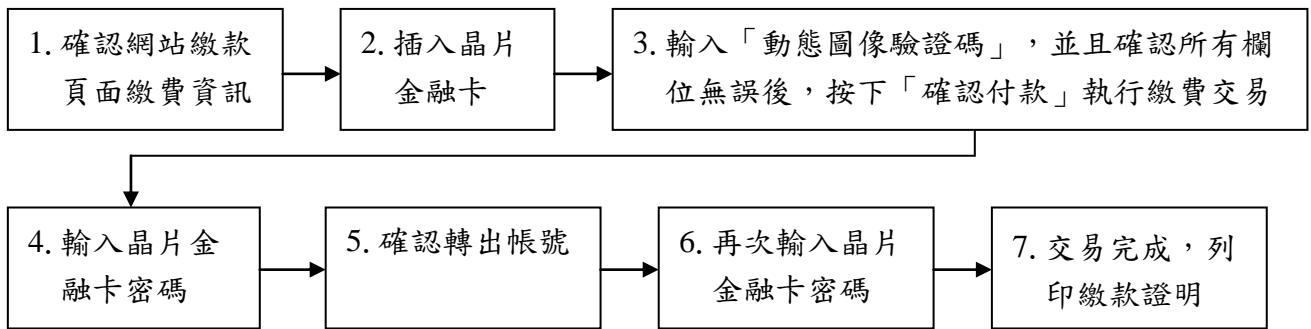 1. 確認網站繳款
頁面繳費資訊
2. 插入晶片
金融卡
3. 輸入「動態圖像驗證碼」，並且確認所有欄
位無誤後，按下「確認付款」執行繳費交易
4. 輸入晶片金
融卡密碼
5. 確認轉出帳號
6. 再次輸入晶片
金融卡密碼
7. 交易完成，列
印繳款證明